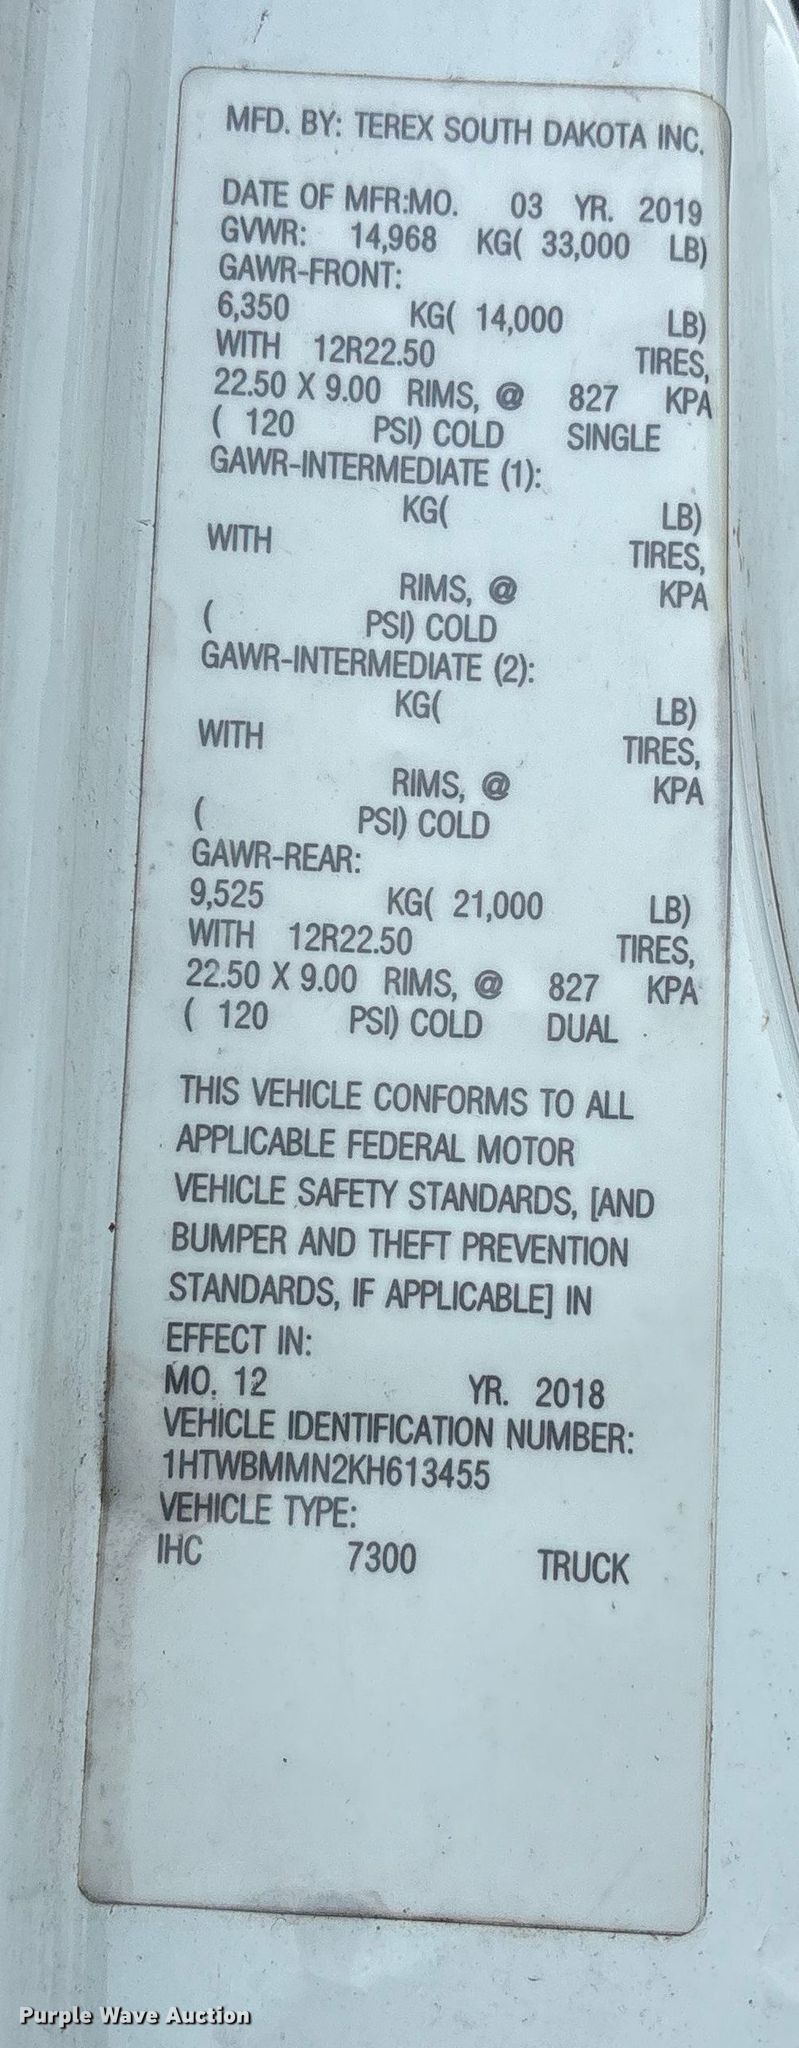 MFD. BY: TEREX SOUTH DAKOTA INC.
DATE OF MFR:MO. 03 YR. 2019
GVWR: 14,968 KG( 33,000 LB)
GAWR-FRONT:
6,350 KG( 14,000 LB)
WITH 12R22.50 TIRES,
22.50 X 9.00 RIMS, @ 827 KPA
( 120 PSI) COLD SINGLE
GAWR-INTERMEDIATE (1):
KG( LB)
WITH TIRES,
RIMS, @ KPA
( PSI) COLD
GAWR-INTERMEDIATE (2):
KG( LB)
WITH TIRES,
RIMS, @ KPA
( PSI) COLD
GAWR-REAR:
9,525 KG( 21,000 LB)
WITH 12R22.50 TIRES,
22.50 X 9.00 RIMS, @ 827 KPA
( 120 PSI) COLD DUAL
THIS VEHICLE CONFORMS TO ALL
APPLICABLE FEDERAL MOTOR
VEHICLE SAFETY STANDARDS, [AND
BUMPER AND THEFT PREVENTION
STANDARDS, IF APPLICABLE] IN
EFFECT IN:
MO. 12 YR. 2018
VEHICLE IDENTIFICATION NUMBER:
1HTWBMMN2KH613455
VEHICLE TYPE:
IHC 7300 TRUCK
Purple Wave Auction